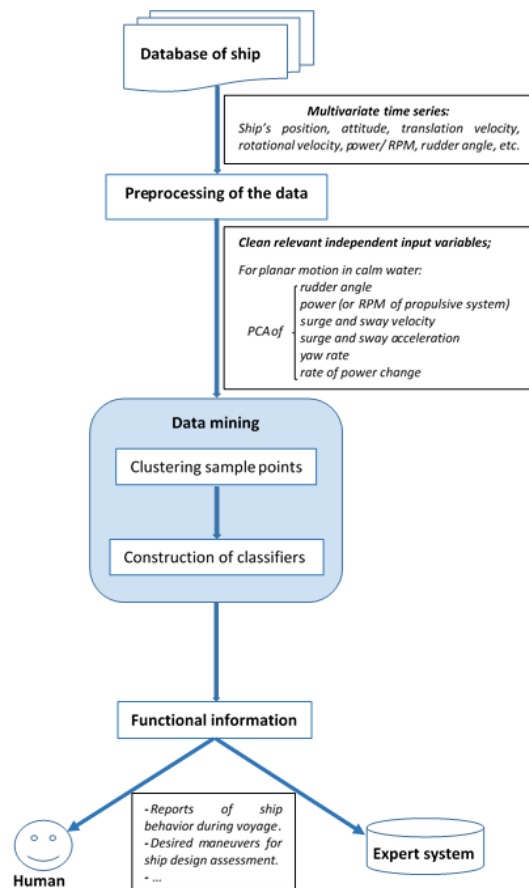 Database of ship
Multivariate time series:
Ship's position, attitude, translation velocity,
rotational velocity, power/ RPM, rudder angle, etc.
Preprocessing of the data
Clean relevant independent input variables;
For planar motion in calm water:
rudder angle
power (or RPM of propulsive system)
surge and sway velocity
PCA of
surge and sway acceleration
yaw rate
rate of power change
Data mining
Clustering sample points
Construction of classifiers
Functional information
-Reports of ship
behavior during voyage.
-Desired maneuvers for
ship design assessment.
- ...
Human
Expert system